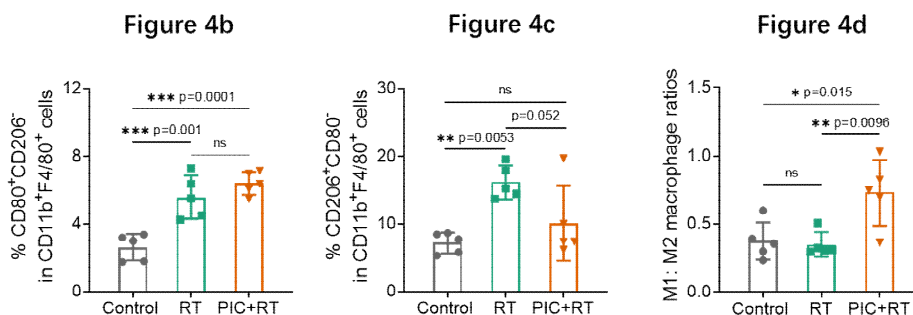 Figure 4b
% CD80⁺CD206⁻
in CD11b⁺F4/80⁺ cells
12
8
4
0
*** p=0.0001
*** p=0.001
ns
Control RT PIC+RT
Figure 4c
% CD206⁺CD80⁻
in CD11b⁺F4/80⁺ cells
30
20
10
0
ns
p=0.052
** p=0.0053
Control RT PIC+RT
Figure 4d
M1: M2 macrophage ratios
1.5
1.0
0.5
0.0
* p=0.015
** p=0.0096
ns
Control RT PIC+RT